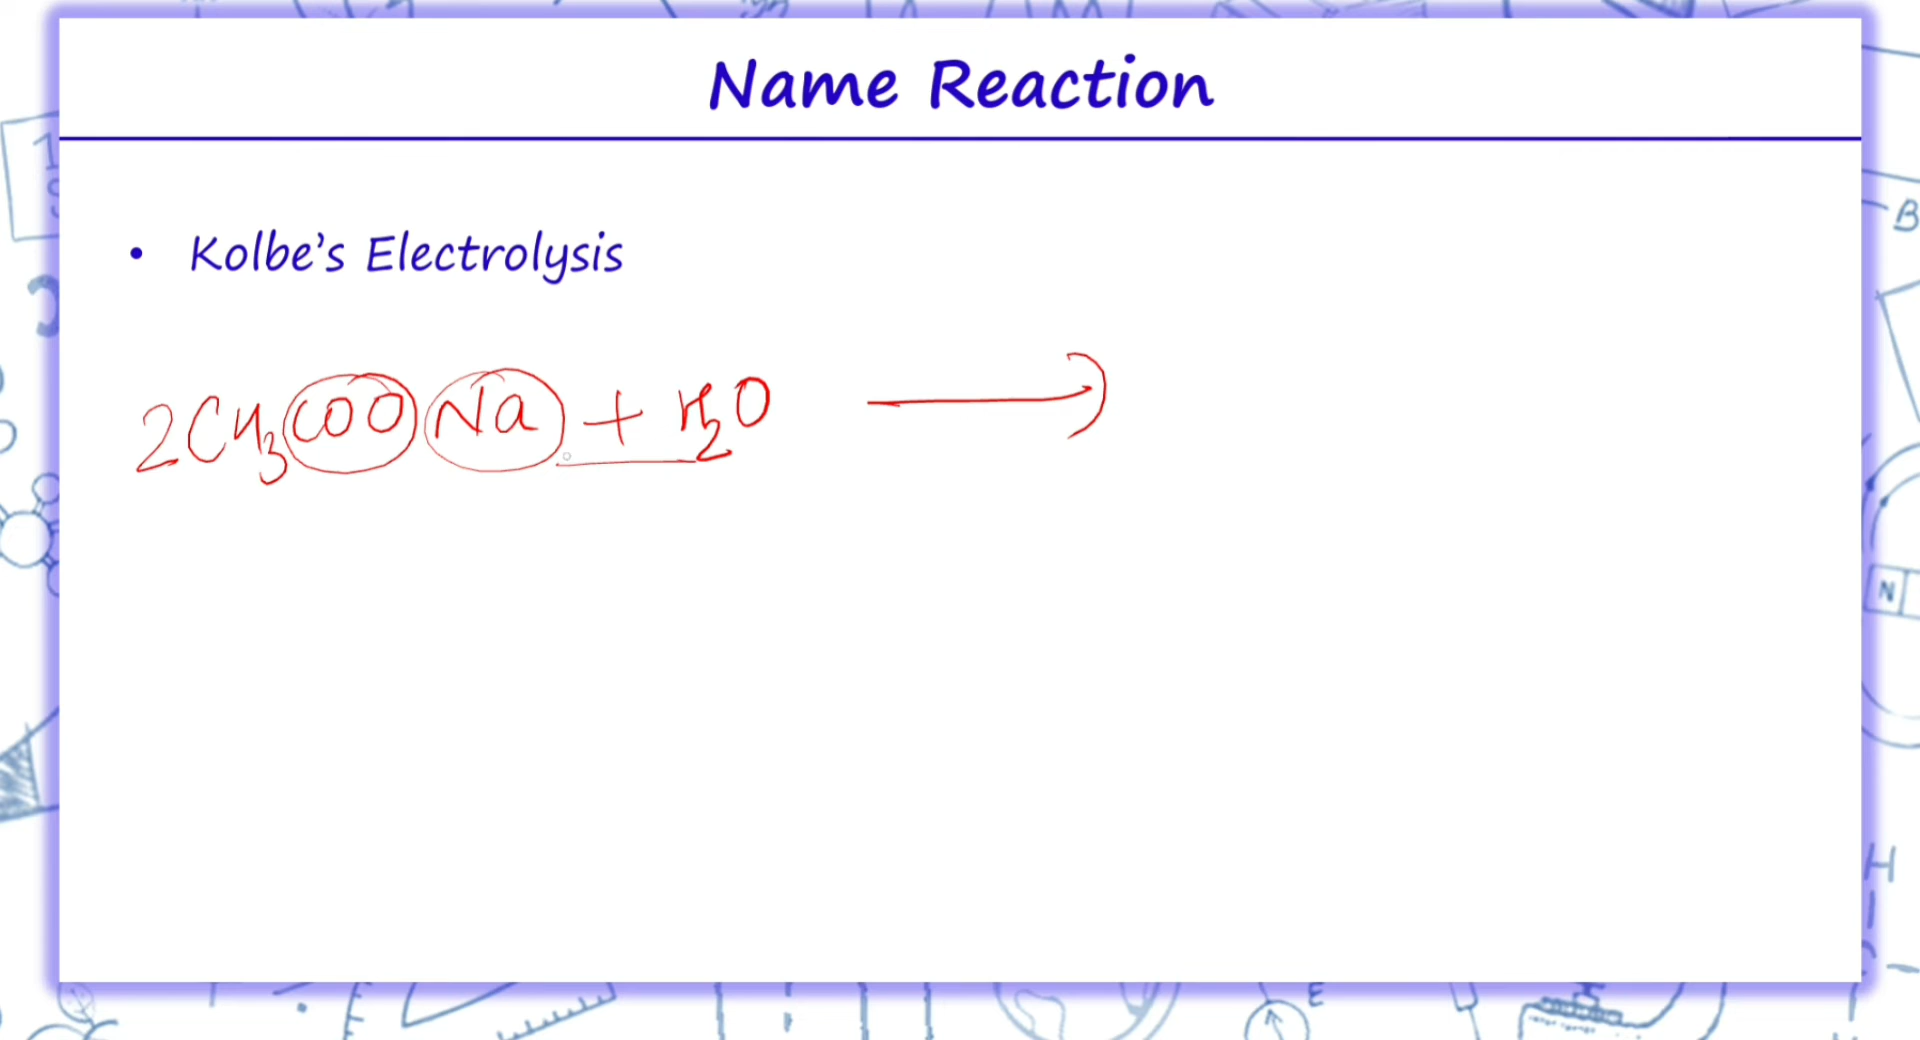 Name Reaction
• Kolbe's Electrolysis
2CH₃COONa + H₂O ⟶